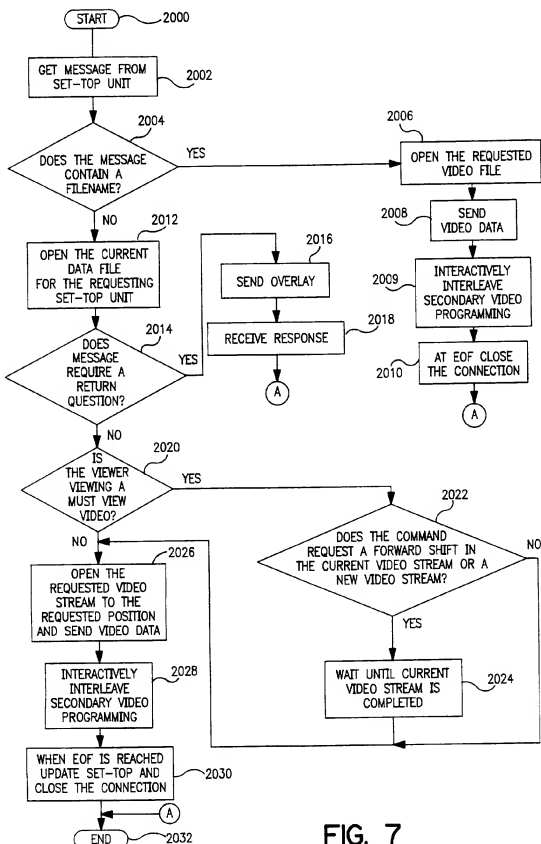 START
2000
GET MESSAGE FROM
SET-TOP UNIT
2002
2004
DOES THE MESSAGE
CONTAIN A
FILENAME?
YES
NO
2006
OPEN THE REQUESTED
VIDEO FILE
2008
SEND
VIDEO DATA
2009
INTERACTIVELY
INTERLEAVE
SECONDARY VIDEO
PROGRAMMING
2010
AT EOF CLOSE
THE CONNECTION
A
2012
OPEN THE CURRENT
DATA FILE
FOR THE REQUESTING
SET-TOP UNIT
2014
DOES
MESSAGE
REQUIRE A
RETURN
QUESTION?
YES
NO
2016
SEND OVERLAY
RECEIVE RESPONSE
2018
A
2020
IS
THE VIEWER
VIEWING A
MUST VIEW
VIDEO?
YES
NO
2022
DOES THE COMMAND
REQUEST A FORWARD SHIFT IN
THE CURRENT VIDEO STREAM OR A
NEW VIDEO STREAM?
NO
YES
WAIT UNTIL CURRENT
VIDEO STREAM IS
COMPLETED
2024
2026
OPEN THE
REQUESTED VIDEO
STREAM TO THE
REQUESTED POSITION
AND SEND VIDEO DATA
2028
INTERACTIVELY
INTERLEAVE
SECONDARY VIDEO
PROGRAMMING
WHEN EOF IS REACHED
UPDATE SET-TOP AND
CLOSE THE CONNECTION
2030
A
END
2032
FIG. 7